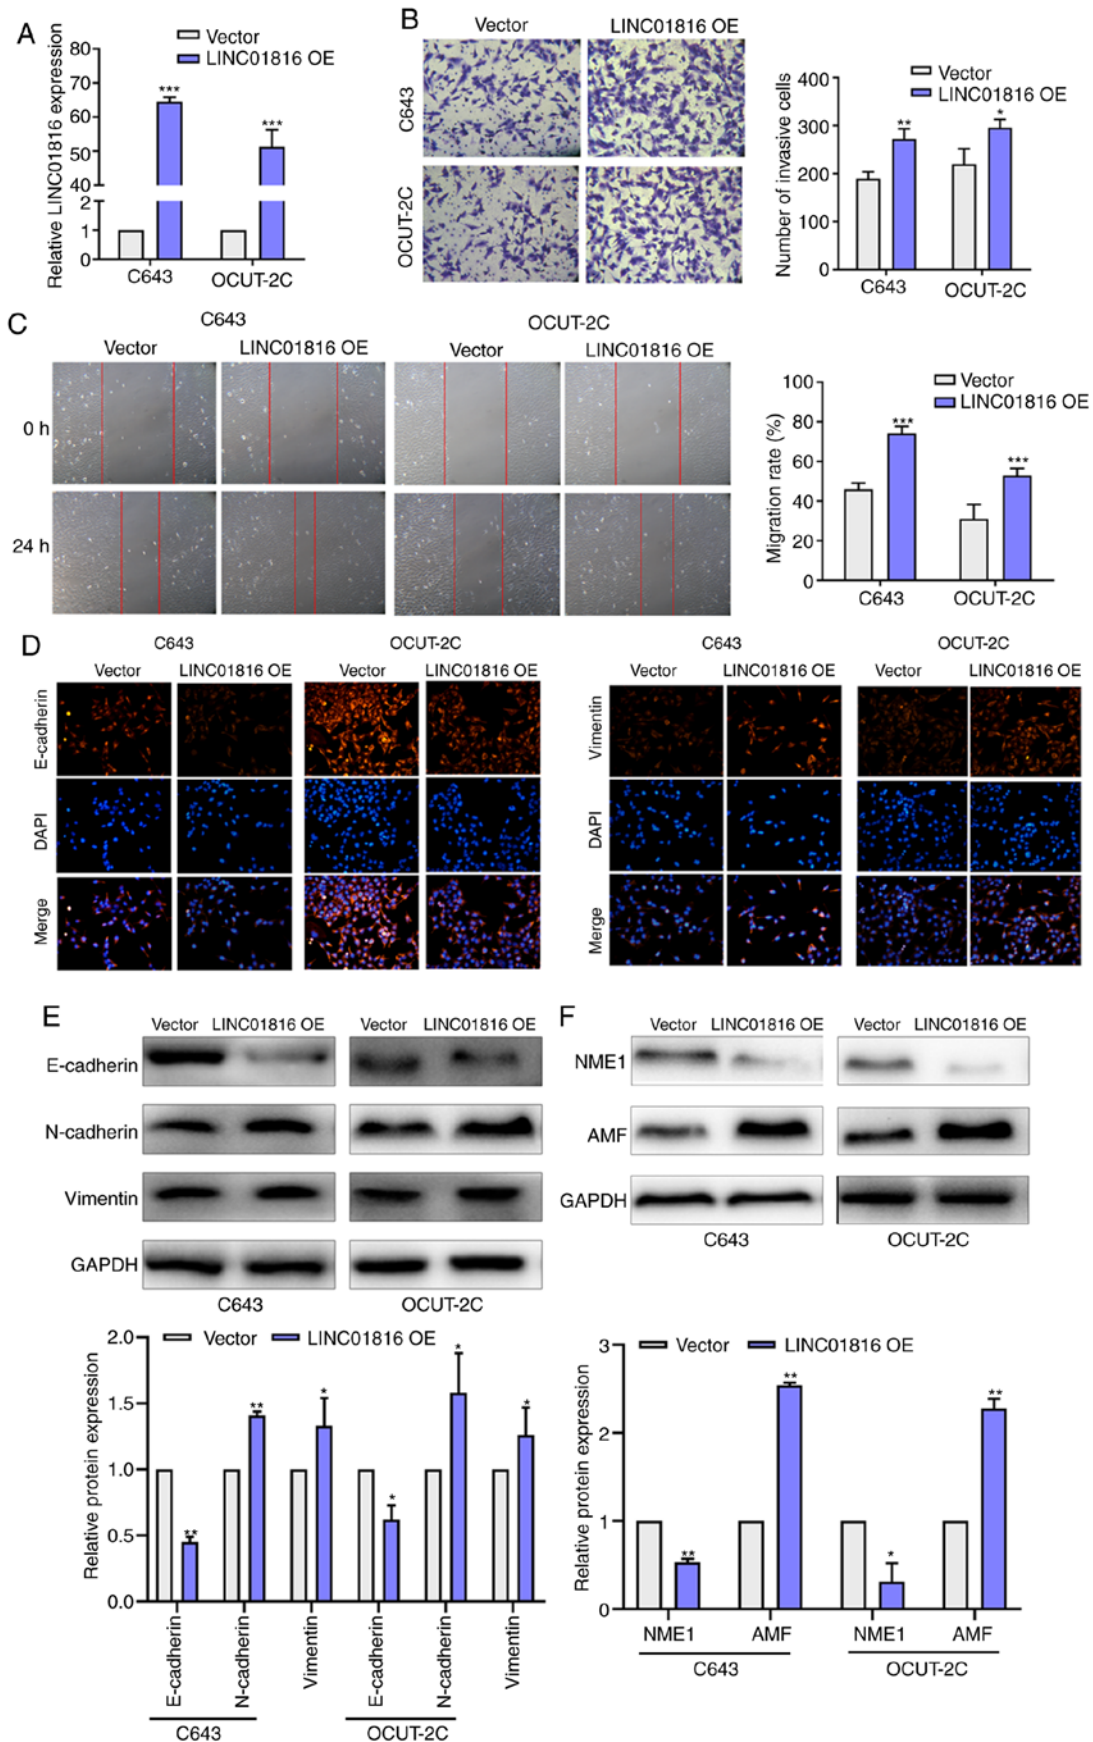 A
Vector
LINC01816 OE
Relative LINC01816 expression
80
70
60
50
40
2
1
0
***
***
C643
OCUT-2C
B
Vector
LINC01816 OE
C643
OCUT-2C
Vector
LINC01816 OE
Number of invasive cells
400
300
200
100
0
**
*
C643
OCUT-2C
C
C643
OCUT-2C
Vector
LINC01816 OE
Vector
LINC01816 OE
0 h
24 h
Vector
LINC01816 OE
Migration rate (%)
100
80
60
40
20
0
***
***
C643
OCUT-2C
D
C643
OCUT-2C
C643
OCUT-2C
Vector
LINC01816 OE
Vector
LINC01816 OE
Vector
LINC01816 OE
Vector
LINC01816 OE
E-cadherin
DAPI
Merge
Vimentin
DAPI
Merge
E
Vector LINC01816 OE
Vector LINC01816 OE
E-cadherin
N-cadherin
Vimentin
GAPDH
C643
OCUT-2C
Vector
LINC01816 OE
Relative protein expression
2.0
1.5
1.0
0.5
0.0
**
**
*
*
*
*
E-cadherin
N-cadherin
Vimentin
E-cadherin
N-cadherin
Vimentin
C643
OCUT-2C
F
Vector LINC01816 OE
Vector LINC01816 OE
NME1
AMF
GAPDH
C643
OCUT-2C
Vector
LINC01816 OE
Relative protein expression
3
2
1
0
**
**
*
**
NME1
AMF
NME1
AMF
C643
OCUT-2C